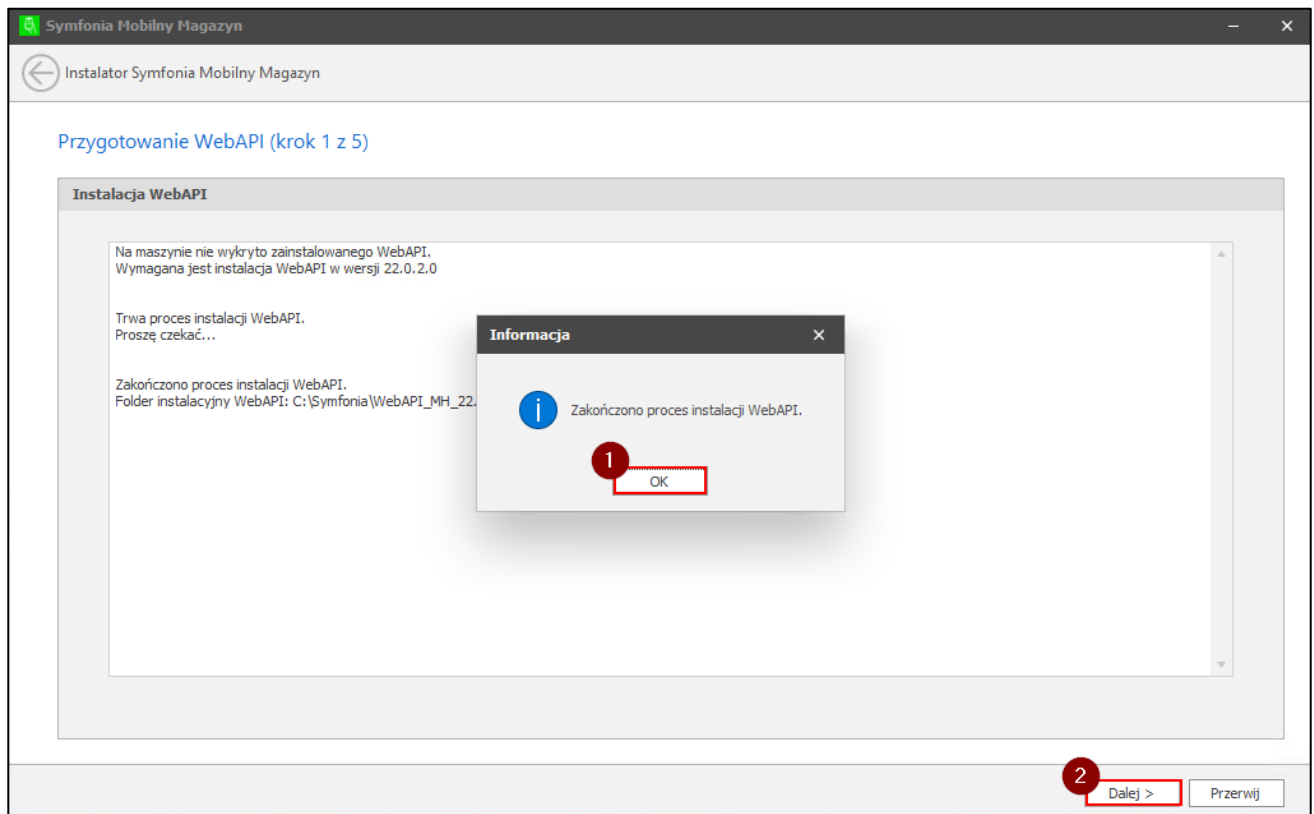 Symfonia Mobilny Magazyn
Instalator Symfonia Mobilny Magazyn
Przygotowanie WebAPI (krok 1 z 5)
Instalacja WebAPI
Na maszynie nie wykryto zainstalowanego WebAPI.
Wymagana jest instalacja WebAPI w wersji 22.0.2.0
Trwa proces instalacji WebAPI.
Proszę czekać...
Zakończono proces instalacji WebAPI.
Folder instalacyjny WebAPI: C:\Symfonia\WebAPI_MH_22.
Informacja
Zakończono proces instalacji WebAPI.
1
OK
2
Dalej >
Przerwij